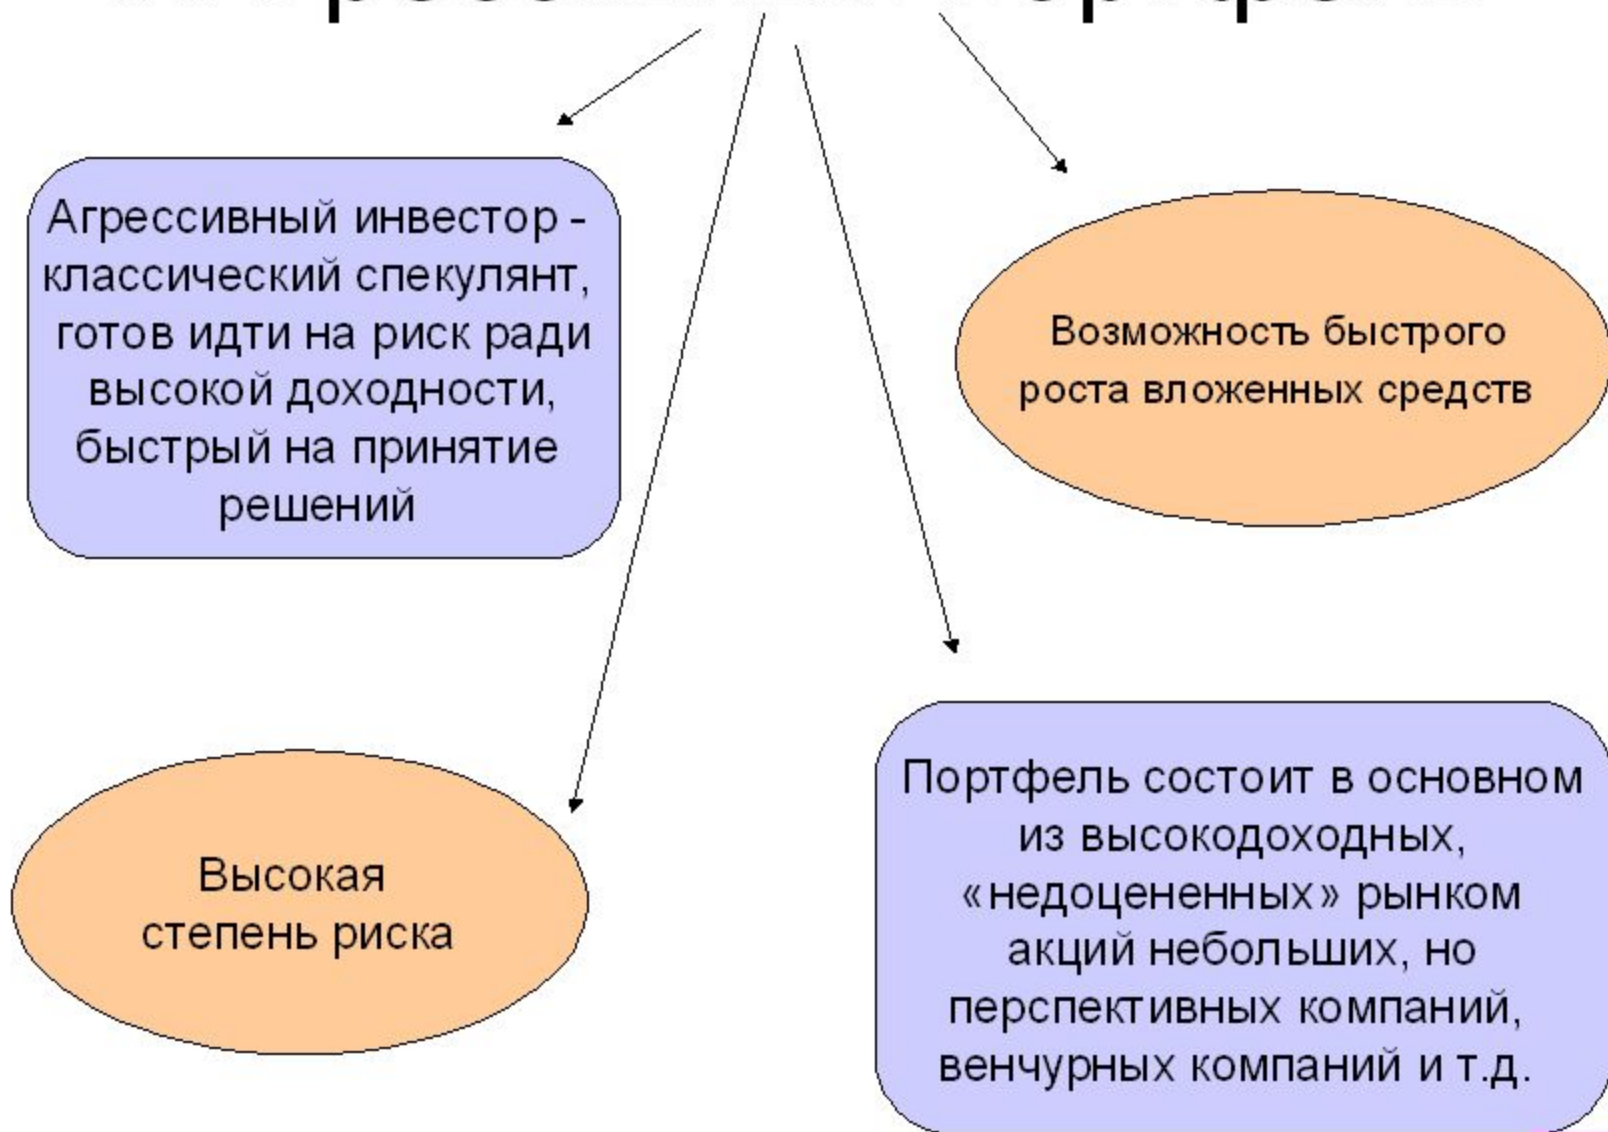 Агрессивный инвестор -
классический спекулянт,
готов идти на риск ради
высокой доходности,
быстрый на принятие
решений
Возможность быстрого
роста вложенных средств
Высокая
степень риска
Портфель состоит в основном
из высокодоходных,
«недоцененных» рынком
акций небольших, но
перспективных компаний,
венчурных компаний и т.д.